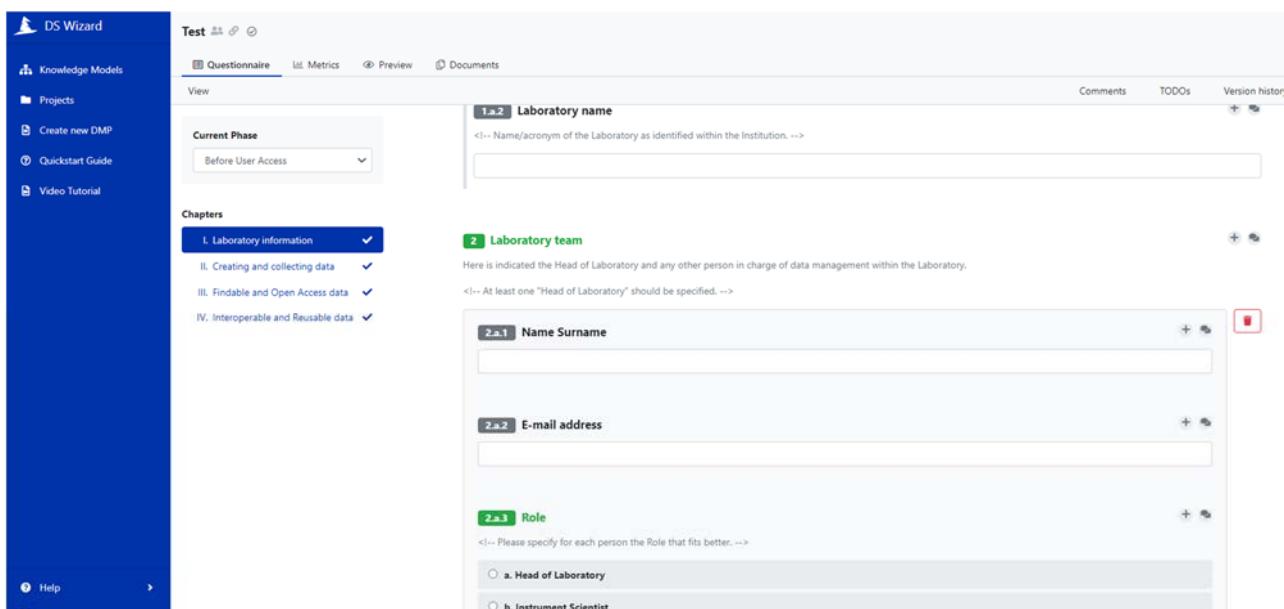 DS Wizard
Knowledge Models
Projects
Create new DMP
Quickstart Guide
Video Tutorial
Help
Test
Questionnaire Metrics Preview Documents
View Comments TODOs Version history
Current Phase
Before User Access
Chapters
I. Laboratory information
II. Creating and collecting data
III. Findable and Open Access data
IV. Interoperable and Reusable data
1.a.2 Laboratory name
<!-- Name/acronym of the Laboratory as identified within the Institution. -->
2 Laboratory team
Here is indicated the Head of Laboratory and any other person in charge of data management within the Laboratory.
<!-- At least one "Head of Laboratory" should be specified. -->
2.a.1 Name Surname
2.a.2 E-mail address
2.a.3 Role
<!-- Please specify for each person the Role that fits better. -->
a. Head of Laboratory
b. Instrument Scientist